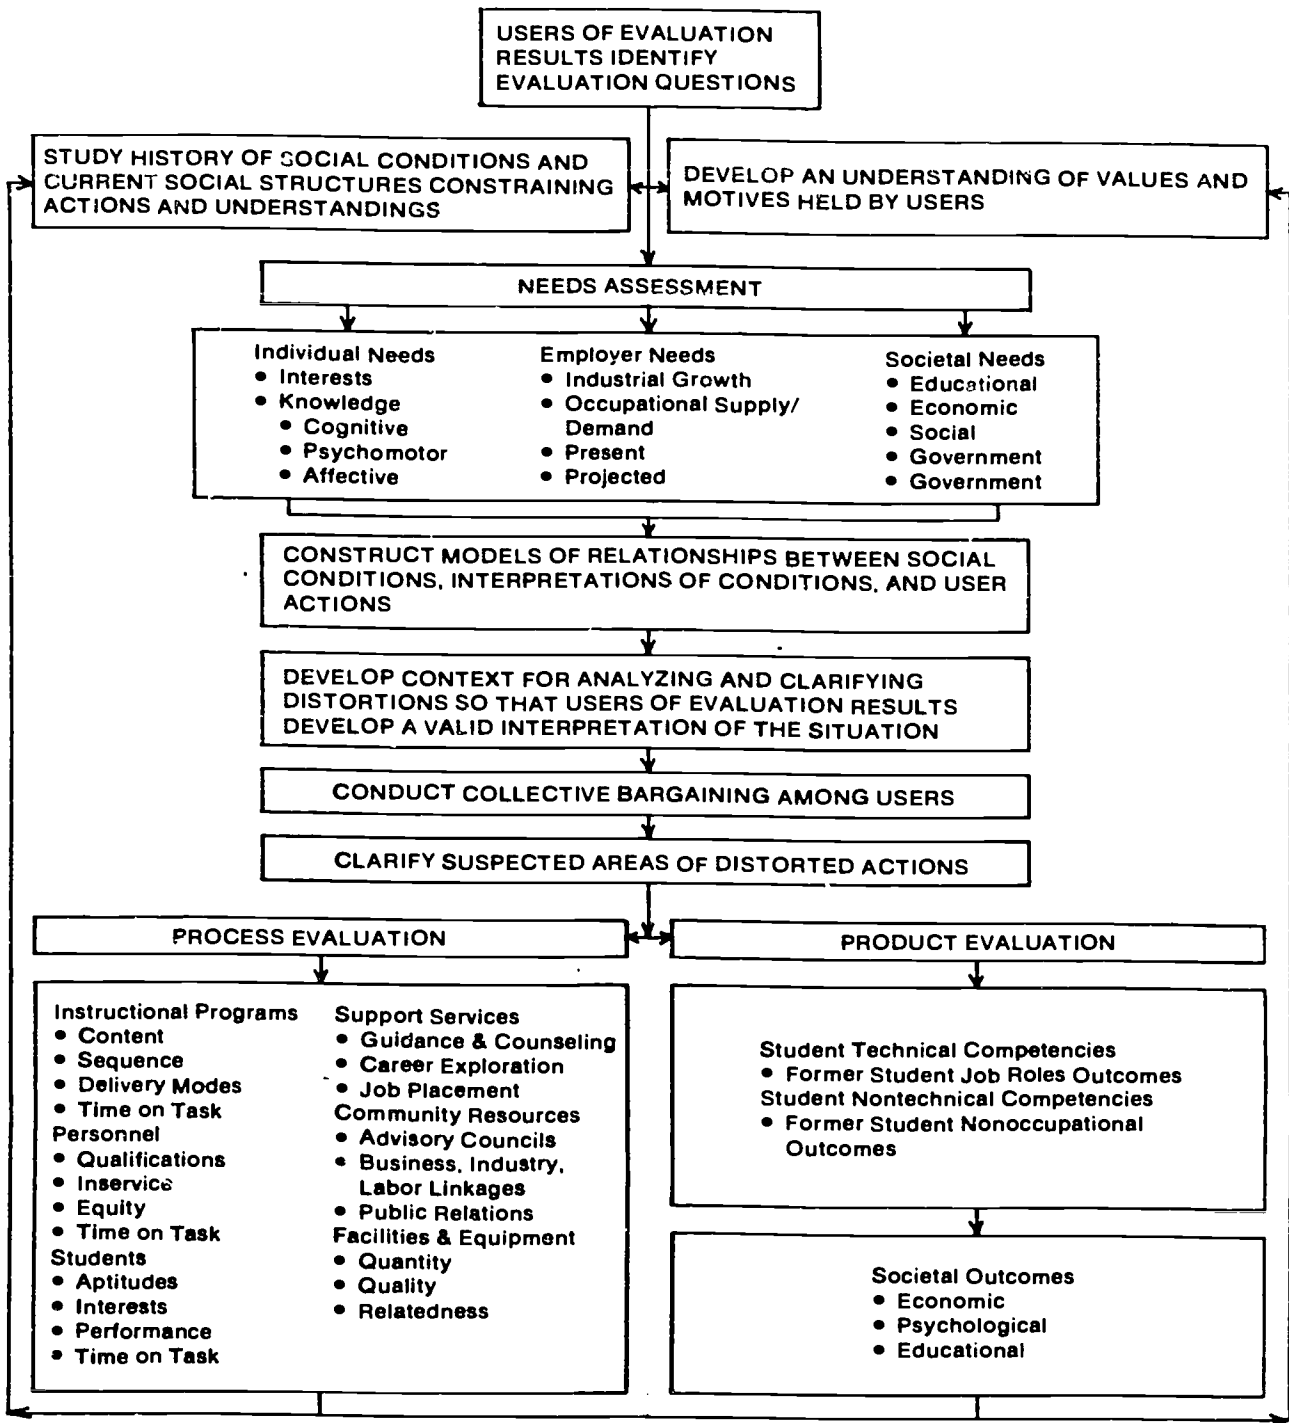 USERS OF EVALUATION
RESULTS IDENTIFY
EVALUATION QUESTIONS
STUDY HISTORY OF SOCIAL CONDITIONS AND
CURRENT SOCIAL STRUCTURES CONSTRAINING
ACTIONS AND UNDERSTANDINGS
DEVELOP AN UNDERSTANDING OF VALUES AND
MOTIVES HELD BY USERS
NEEDS ASSESSMENT
Individual Needs
• Interests
• Knowledge
• Cognitive
• Psychomotor
• Affective
Employer Needs
• Industrial Growth
• Occupational Supply/
Demand
• Present
• Projected
Societal Needs
• Educational
• Economic
• Social
• Government
• Government
CONSTRUCT MODELS OF RELATIONSHIPS BETWEEN SOCIAL
CONDITIONS, INTERPRETATIONS OF CONDITIONS, AND USER
ACTIONS
DEVELOP CONTEXT FOR ANALYZING AND CLARIFYING
DISTORTIONS SO THAT USERS OF EVALUATION RESULTS
DEVELOP A VALID INTERPRETATION OF THE SITUATION
CONDUCT COLLECTIVE BARGAINING AMONG USERS
CLARIFY SUSPECTED AREAS OF DISTORTED ACTIONS
PROCESS EVALUATION
Instructional Programs
• Content
• Sequence
• Delivery Modes
• Time on Task
Personnel
• Qualifications
• Inservice
• Equity
• Time on Task
Students
• Aptitudes
• Interests
• Performance
• Time on Task
Support Services
• Guidance & Counseling
• Career Exploration
• Job Placement
Community Resources
• Advisory Councils
• Business, Industry,
Labor Linkages
• Public Relations
Facilities & Equipment
• Quantity
• Quality
• Relatedness
PRODUCT EVALUATION
Student Technical Competencies
• Former Student Job Roles Outcomes
Student Nontechnical Competencies
• Former Student Nonoccupational
Outcomes
Societal Outcomes
• Economic
• Psychological
• Educational